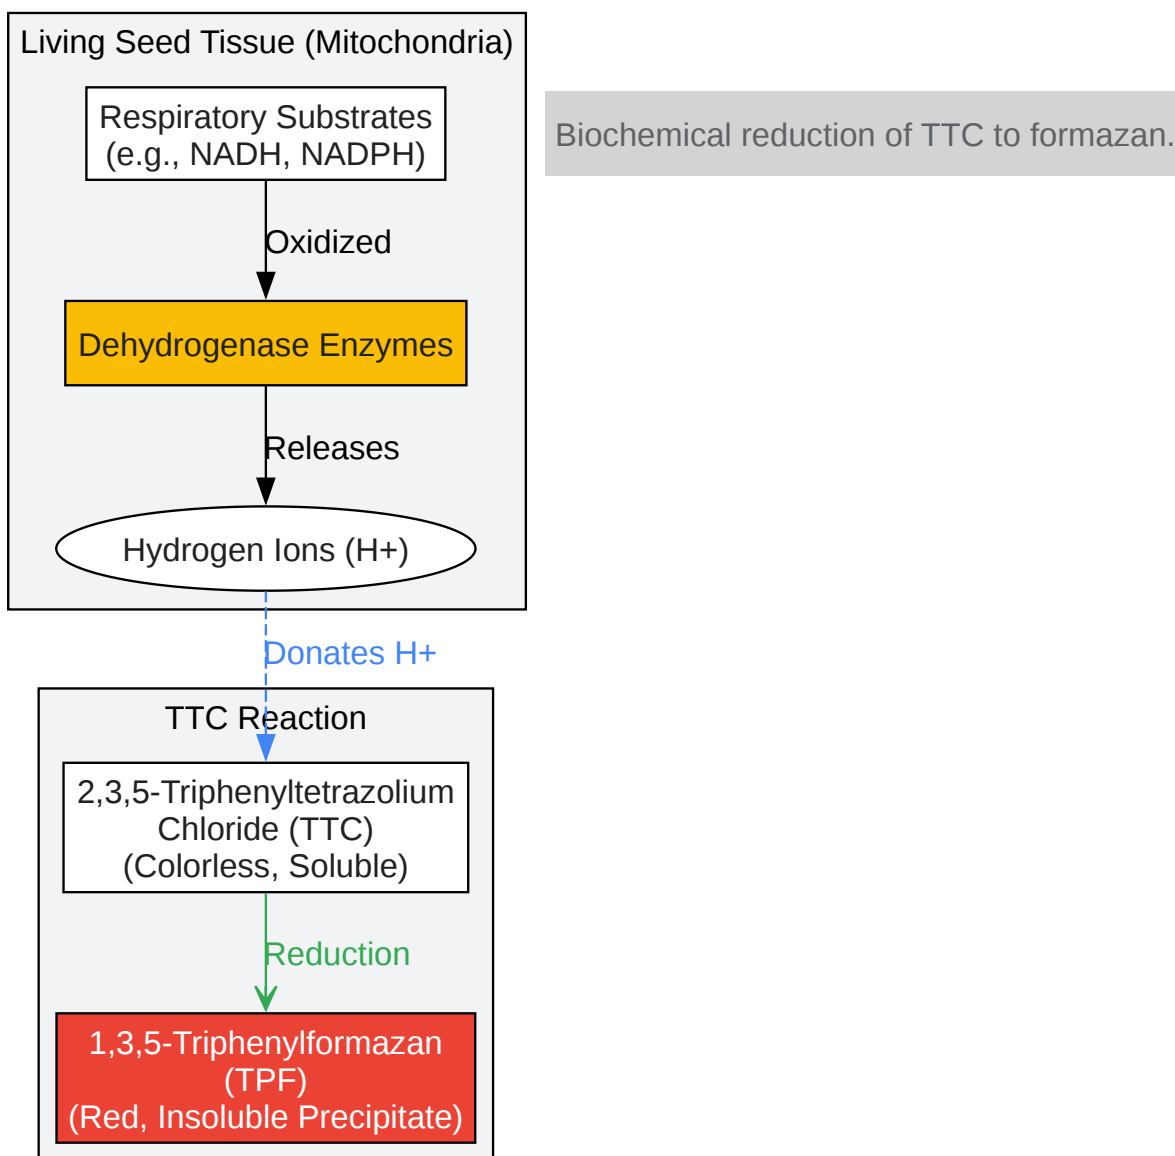 Living Seed Tissue (Mitochondria)
Respiratory Substrates
(e.g., NADH, NADPH)
Biochemical reduction of TTC to formazan.
Oxidized
Dehydrogenase Enzymes
Releases
Hydrogen Ions (H+)
Donates H+
TTC Reaction
2,3,5-Triphenyltetrazolium
Chloride (TTC)
(Colorless, Soluble)
Reduction
1,3,5-Triphenylformazan
(TPF)
(Red, Insoluble Precipitate)